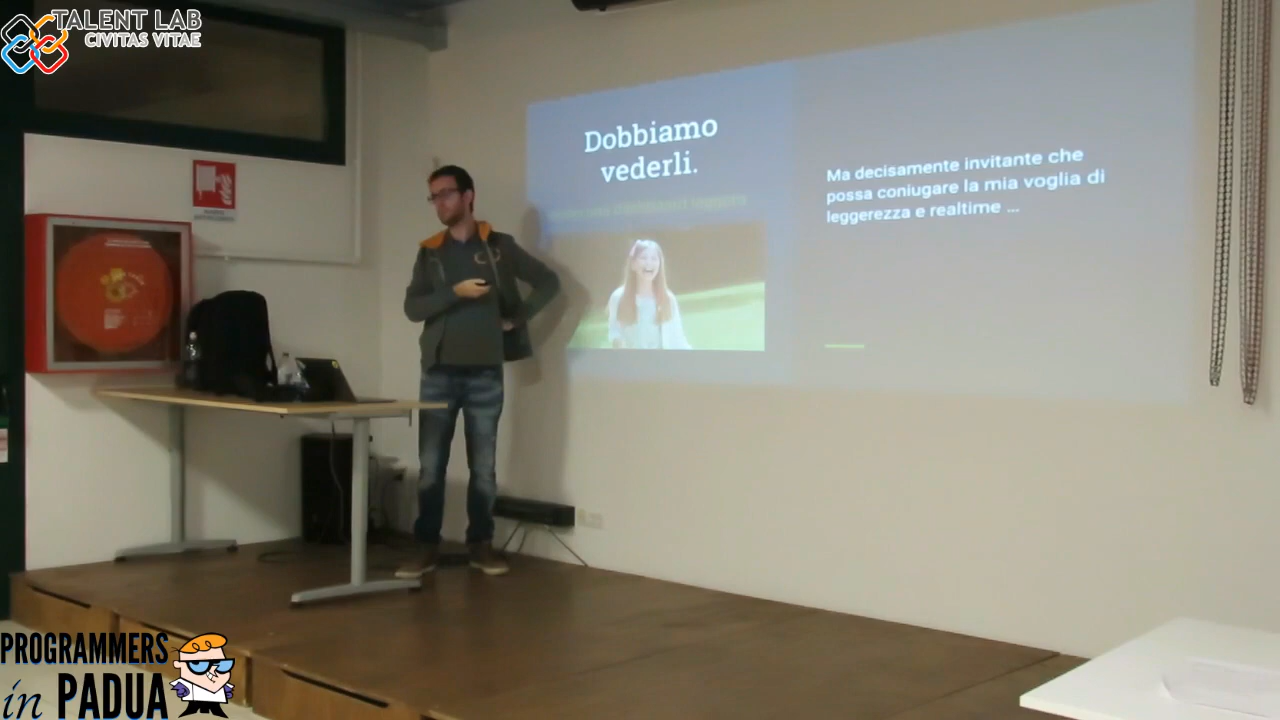 TALENT LAB
CIVITAS VITAE
Dobbiamo
vederli.
Ma decisamente invitante che
possa coniugare la mia voglia di
leggerezza e realtime ...
PROGRAMMERS
in PADUA